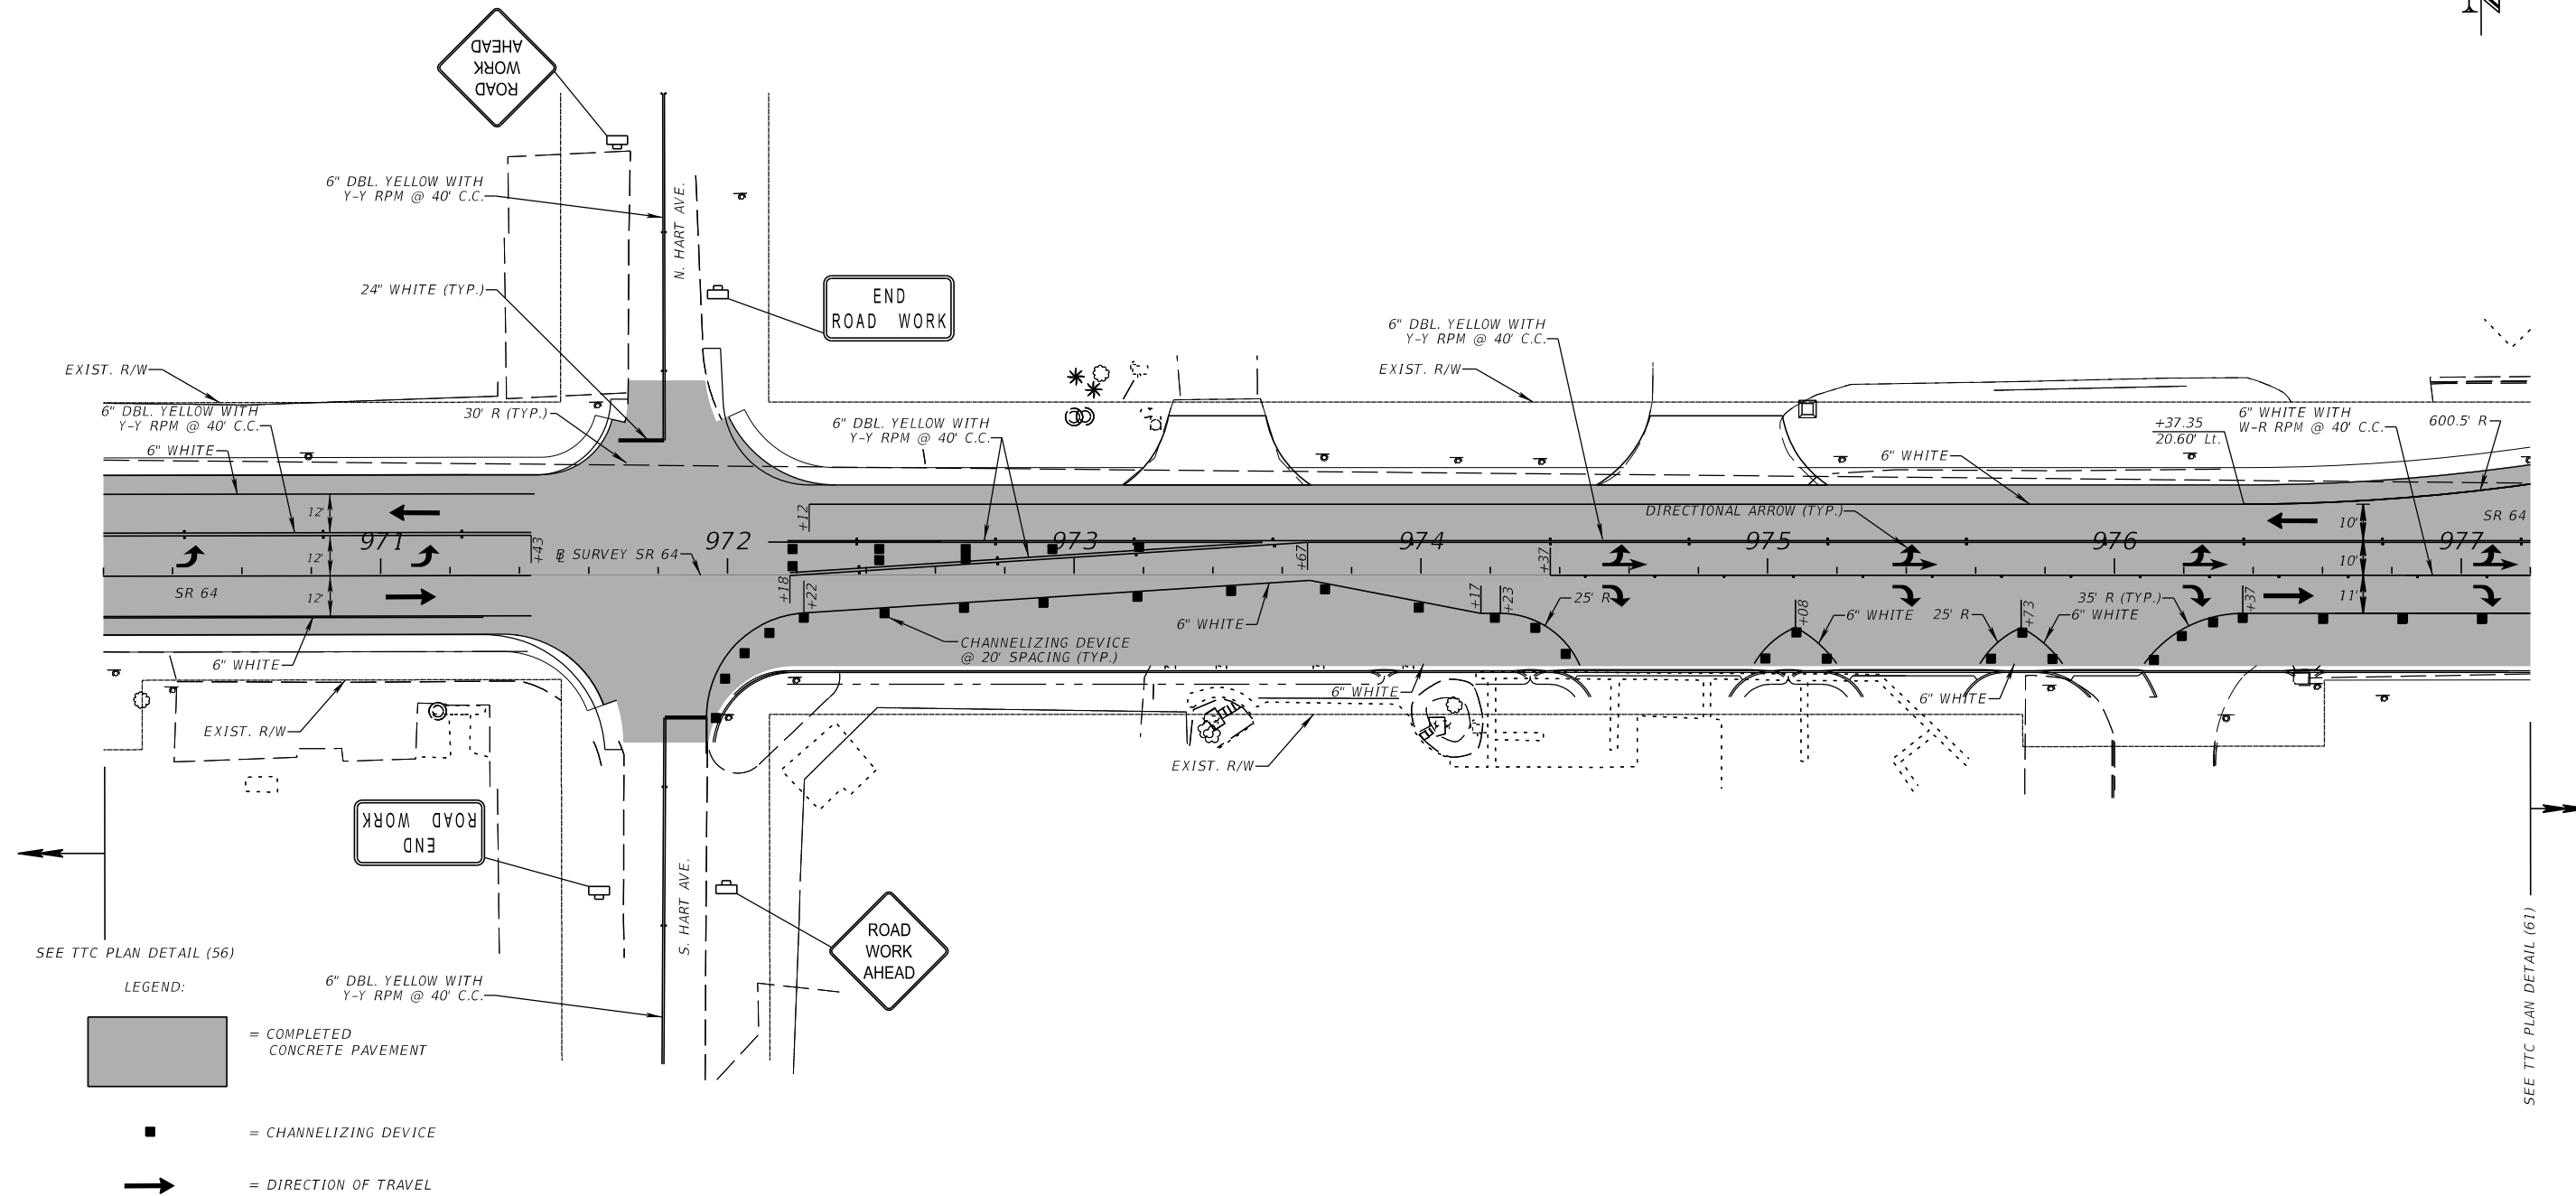 N
ROAD
WORK
AHEAD
6" DBL. YELLOW WITH
Y-Y RPM @ 40' C.C.
N. HART AVE.
24" WHITE (TYP.)
END
ROAD WORK
6" DBL. YELLOW WITH
Y-Y RPM @ 40' C.C.
EXIST. R/W
EXIST. R/W
6" DBL. YELLOW WITH
Y-Y RPM @ 40' C.C.
6" WHITE
30' R (TYP.)
6" DBL. YELLOW WITH
Y-Y RPM @ 40' C.C.
+37.35
20.60' Lt.
6" WHITE WITH
W-R RPM @ 40' C.C.
600.5' R
6" WHITE
DIRECTIONAL ARROW (TYP.)
12'
+12
10'
SR 64
971
972
973
974
975
976
977
+43
B SURVEY SR 64
12'
+67
+37
10'
SR 64
12'
+18
+22
+17
+23
25' R
+08
6" WHITE
25' R
+73
6" WHITE
35' R (TYP.)
+37
11'
6" WHITE
CHANNELIZING DEVICE
@ 20' SPACING (TYP.)
6" WHITE
6" WHITE
6" WHITE
EXIST. R/W
EXIST. R/W
END
ROAD WORK
S. HART AVE.
ROAD
WORK
AHEAD
SEE TTC PLAN DETAIL (56)
SEE TTC PLAN DETAIL (61)
6" DBL. YELLOW WITH
Y-Y RPM @ 40' C.C.
LEGEND:
= COMPLETED
CONCRETE PAVEMENT
= CHANNELIZING DEVICE
= DIRECTION OF TRAVEL